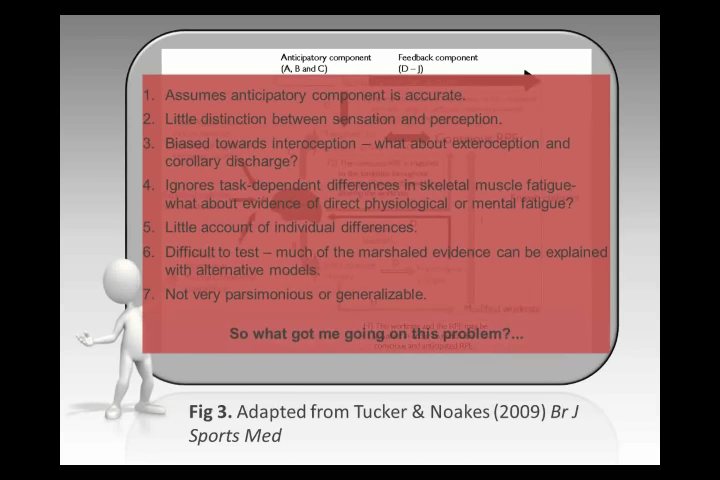 Anticipatory component Feedback component
(A, B and C) (D – J)
1. Assumes anticipatory component is accurate.
2. Little distinction between sensation and perception.
3. Biased towards Interoception – what about exteroception and
corollary discharge?
4. Ignores task-dependent differences in skeletal muscle fatigue-
what about evidence of direct physiological or mental fatigue?
5. Little account of individual differences.
6. Difficult to test – much of the marshaled evidence can be explained
with alternative models.
7. Not very parsimonious or generalizable.
So what got me going on this problem?...
Fig 3. Adapted from Tucker & Noakes (2009) Br J
Sports Med